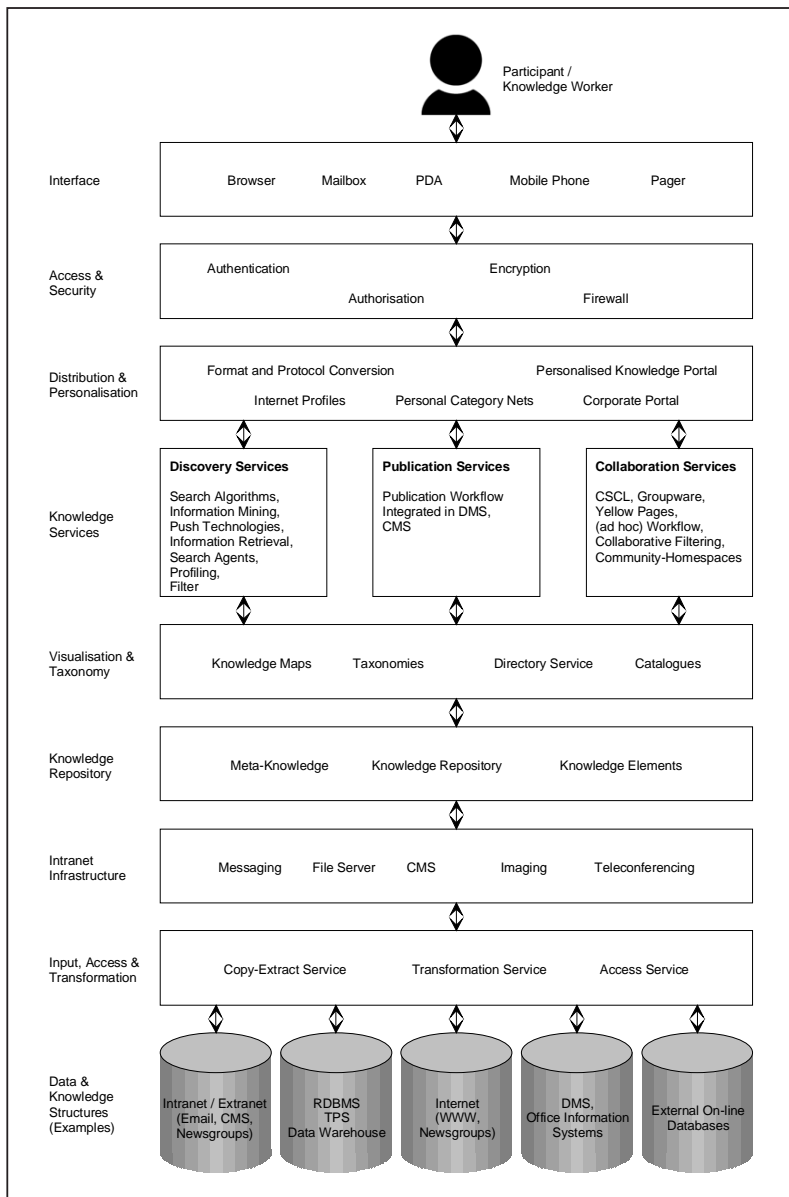 Participant /
Knowledge Worker
Interface
Browser Mailbox PDA Mobile Phone Pager
Access &
Security
Authentication Encryption
Authorisation Firewall
Distribution &
Personalisation
Format and Protocol Conversion Personalised Knowledge Portal
Internet Profiles Personal Category Nets Corporate Portal
Knowledge
Services
Discovery Services
Search Algorithms,
Information Mining,
Push Technologies,
Information Retrieval,
Search Agents,
Profiling,
Filter
Publication Services
Publication Workflow
Integrated in DMS,
CMS
Collaboration Services
CSCL, Groupware,
Yellow Pages,
(ad hoc) Workflow,
Collaborative Filtering,
Community-Homespaces
Visualisation &
Taxonomy
Knowledge Maps Taxonomies Directory Service Catalogues
Knowledge
Repository
Meta-Knowledge Knowledge Repository Knowledge Elements
Intranet
Infrastructure
Messaging File Server CMS Imaging Teleconferencing
Input, Access &
Transformation
Copy-Extract Service Transformation Service Access Service
Data &
Knowledge
Structures
(Examples)
Intranet / Extranet
(Email, CMS,
Newsgroups)
RDBMS
TPS
Data Warehouse
Internet
(WWW,
Newsgroups)
DMS,
Office Information
Systems
External On-line
Databases